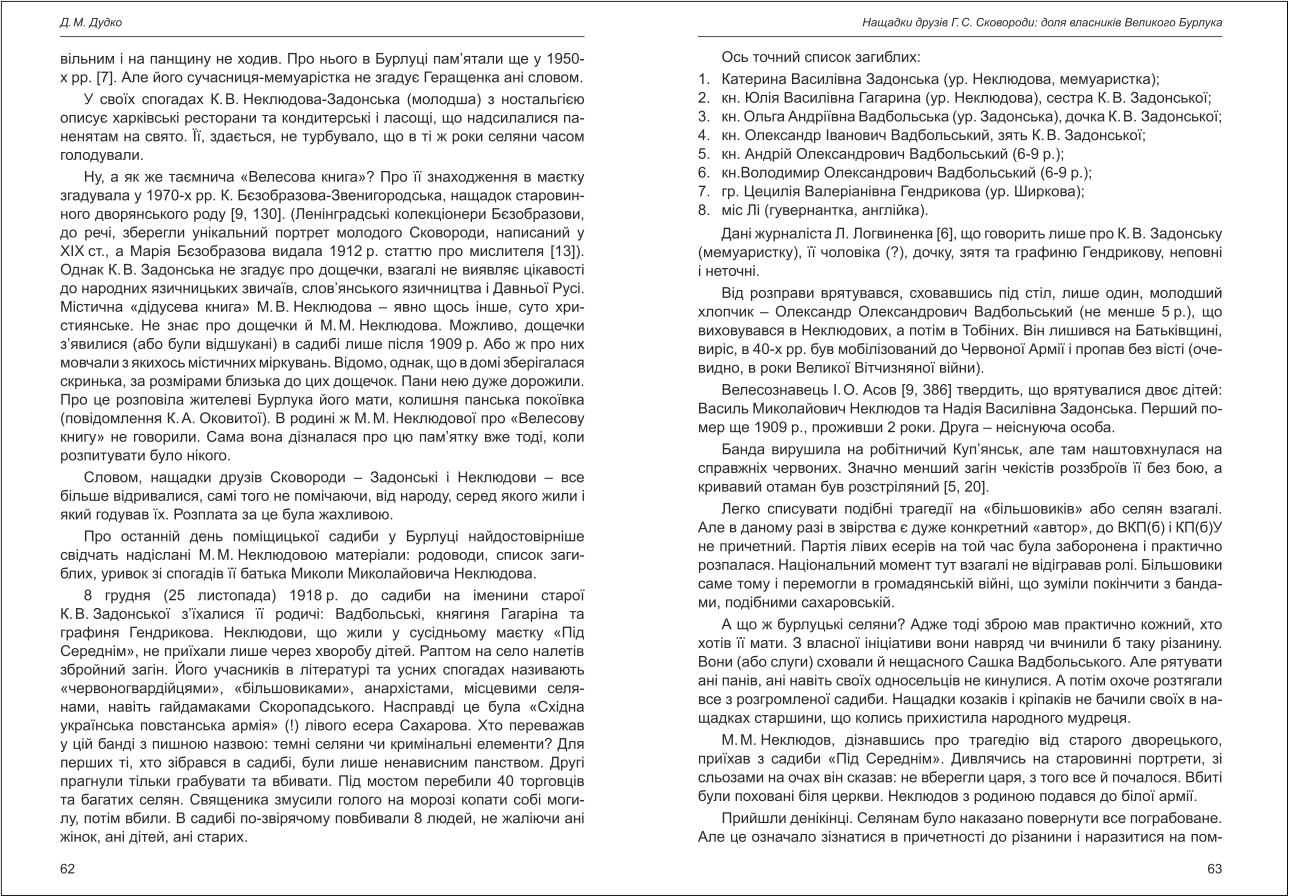 Д. М. Дудко
вільним і на панщину не ходив. Про нього в Бурлуці пам’ятали ще у 1950-
х рр. [7]. Але його сучасниця-мемуарістка не згадує Геращенка ані словом.
У своїх спогадах К. В. Неклюдова-Задонська (молодша) з ностальгією
описує харківські ресторани та кондитерські і ласощі, що надсилалися па-
ненятам на свято. Її, здається, не турбувало, що в ті ж роки селяни часом
голодували.
Ну, а як же таємнича «Велесова книга»? Про її знаходження в маєтку
згадувала у 1970-х рр. К. Бєзобразова-Звенигородська, нащадок старовин-
ного дворянського роду [9, 130]. (Ленінградські колекціонери Бєзобразови,
до речі, зберегли унікальний портрет молодого Сковороди, написаний у
XIX ст., а Марія Бєзобразова видала 1912 р. статтю про мислителя [13]).
Однак К. В. Задонська не згадує про дощечки, взагалі не виявляє цікавості
до народних язичницьких звичаїв, слов’янського язичництва і Давньої Русі.
Містична «дідусева книга» М. В. Неклюдова – явно щось інше, суто хри-
стиянське. Не знає про дощечки й М. М. Неклюдова. Можливо, дощечки
з’явилися (або були відшукані) в садибі лише після 1909 р. Або ж про них
мовчали з якихось містичних міркувань. Відомо, однак, що в домі зберігалася
скринька, за розмірами близька до цих дощечок. Пани нею дуже дорожили.
Про це розповіла жителеві Бурлука його мати, колишня панська покоївка
(повідомлення К. А. Оковитої). В родині ж М. М. Неклюдової про «Велесову
книгу» не говорили. Сама вона дізналася про цю пам’ятку вже тоді, коли
розпитувати було нікого.
Словом, нащадки друзів Сковороди – Задонські і Неклюдови – все
більше відривалися, самі того не помічаючи, від народу, серед якого жили і
який годував їх. Розплата за це була жахливою.
Про останній день поміщицької садиби у Бурлуці найдостовірніше
свідчать надіслані М. М. Неклюдовою матеріали: родоводи, список заги-
блих, уривок зі спогадів її батька Миколи Миколайовича Неклюдова.
8 грудня (25 листопада) 1918 р. до садиби на іменини старої
К. В. Задонської з’їхалися її родичі: Вадбольські, княгиня Гагаріна та
графиня Гендрикова. Неклюдови, що жили у сусідньому маєтку «Під
Середнім», не приїхали лише через хворобу дітей. Раптом на село налетів
збройний загін. Його учасників в літературі та усних спогадах називають
«червоногвардійцями», «більшовиками», анархістами, місцевими селя-
нами, навіть гайдамаками Скоропадського. Насправді це була «Східна
українська повстанська армія» (!) лівого есера Сахарова. Хто переважав
у цій банді з пишною назвою: темні селяни чи кримінальні елементи? Для
перших ті, хто зібрався в садибі, були лише ненависним панством. Другі
прагнули тільки грабувати та вбивати. Під мостом перебили 40 торговців
та багатих селян. Священика змусили голого на морозі копати собі моги-
лу, потім вбили. В садибі по-звірячому повбивали 8 людей, не жаліючи ані
жінок, ані дітей, ані старих.
62
Нащадки друзів Г. С. Сковороди: доля власників Великого Бурлука
Ось точний список загиблих:
1. Катерина Василівна Задонська (ур. Неклюдова, мемуаристка);
2. кн. Юлія Василівна Гагарина (ур. Неклюдова), сестра К. В. Задонської;
3. кн. Ольга Андріївна Вадбольська (ур. Задонська), дочка К. В. Задонської;
4. кн. Олександр Іванович Вадбольський, зять К. В. Задонської;
5. кн. Андрій Олександрович Вадбольський (6-9 р.);
6. кн.Володимир Олександрович Вадбольський (6-9 р.);
7. гр. Цецилія Валеріанівна Гендрикова (ур. Ширкова);
8. міс Лі (гувернантка, англійка).
Дані журналіста Л. Логвиненка [6], що говорить лише про К. В. Задонську
(мемуаристку), її чоловіка (?), дочку, зятя та графиню Гендрикову, неповні
і неточні.
Від розправи врятувався, сховавшись під стіл, лише один, молодший
хлопчик – Олександр Олександрович Вадбольський (не менше 5 р.), що
виховувався в Неклюдових, а потім в Тобіних. Він лишився на Батьківщині,
виріс, в 40-х рр. був мобілізований до Червоної Армії і пропав без вісті (оче-
видно, в роки Великої Вітчизняної війни).
Велесознавець І. О. Асов [9, 386] твердить, що врятувалися двоє дітей:
Василь Миколайович Неклюдов та Надія Василівна Задонська. Перший по-
мер ще 1909 р., проживши 2 роки. Друга – неіснуюча особа.
Банда вирушила на робітничий Куп’янськ, але там наштовхнулася на
справжніх червоних. Значно менший загін чекістів роззброїв її без бою, а
кривавий отаман був розстріляний [5, 20].
Легко списувати подібні трагедії на «більшовиків» або селян взагалі.
Але в даному разі в звірства є дуже конкретний «автор», до ВКП(б) і КП(б)У
не причетний. Партія лівих есерів на той час була заборонена і практично
розпалася. Національний момент тут взагалі не відігравав ролі. Більшовики
саме тому і перемогли в громадянській війні, що зуміли покінчити з банда-
ми, подібними сахаровській.
А що ж бурлуцькі селяни? Адже тоді зброю мав практично кожний, хто
хотів її мати. З власної ініціативи вони навряд чи вчинили б таку різанину.
Вони (або слуги) сховали й нещасного Сашка Вадбольського. Але рятувати
ані панів, ані навіть своїх односельців не кинулися. А потім охоче розтягали
все з розгромленої садиби. Нащадки козаків і кріпаків не бачили своїх в на-
щадках старшини, що колись прихистила народного мудреця.
М. М. Неклюдов, дізнавшись про трагедію від старого дворецького,
приїхав з садиби «Під Середнім». Дивлячись на старовинні портрети, зі
сльозами на очах він сказав: не вберегли царя, з того все й почалося. Вбиті
були поховані біля церкви. Неклюдов з родиною подався до білої армії.
Прийшли денікінці. Селянам було наказано повернути все пограбоване.
Але це означало зізнатися в причетності до різанини і наразитися на пом-
63